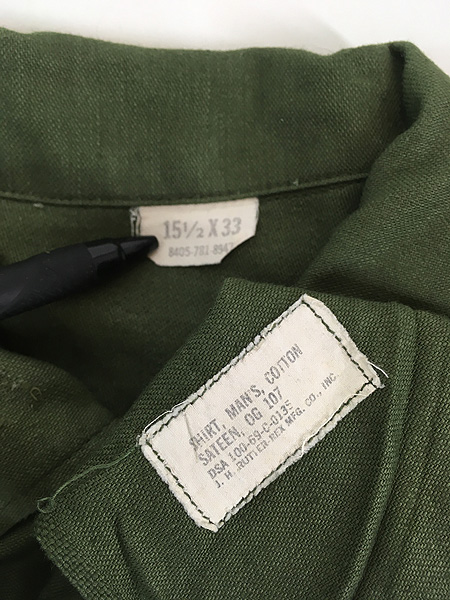 15½ X 33
8405-781-8947
SHIRT, MAN'S, COTTON
SATEEN, OG 107
DSA 100-69-C-0135
J. H. RUTTER-REX MFG. CO., INC.